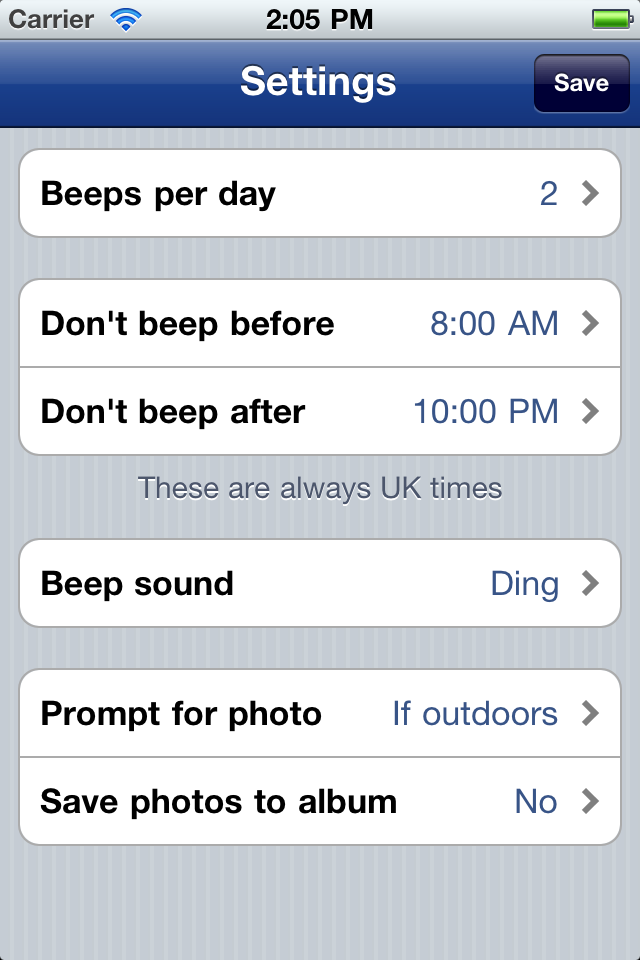 Carrier 2:05 PM
Settings Save
Beeps per day 2
Don't beep before 8:00 AM
Don't beep after 10:00 PM
These are always UK times
Beep sound Ding
Prompt for photo If outdoors
Save photos to album No